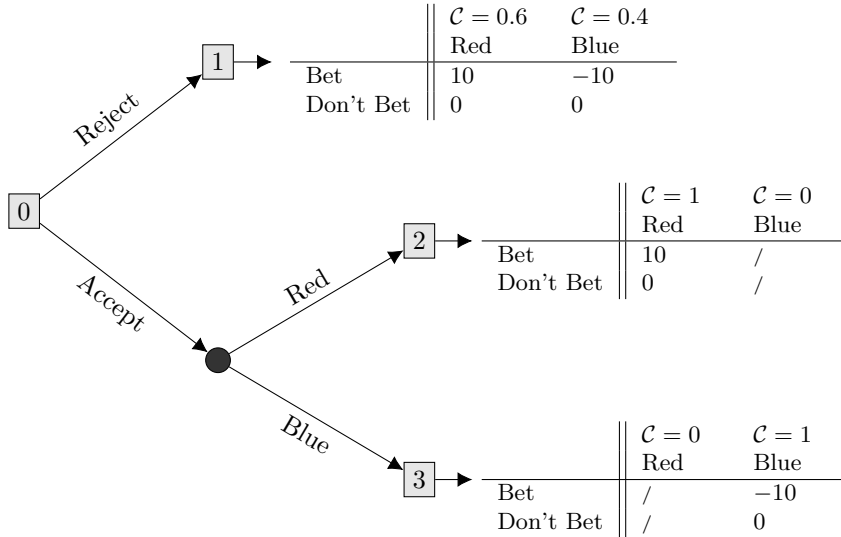 𝒞 = 0.6 𝒞 = 0.4
1 Red Blue
Bet 10 −10
Don't Bet 0 0
Reject
0
𝒞 = 1 𝒞 = 0
2 Red Blue
Bet 10 /
Don't Bet 0 /
Accept
Red
Blue
𝒞 = 0 𝒞 = 1
3 Red Blue
Bet / −10
Don't Bet / 0